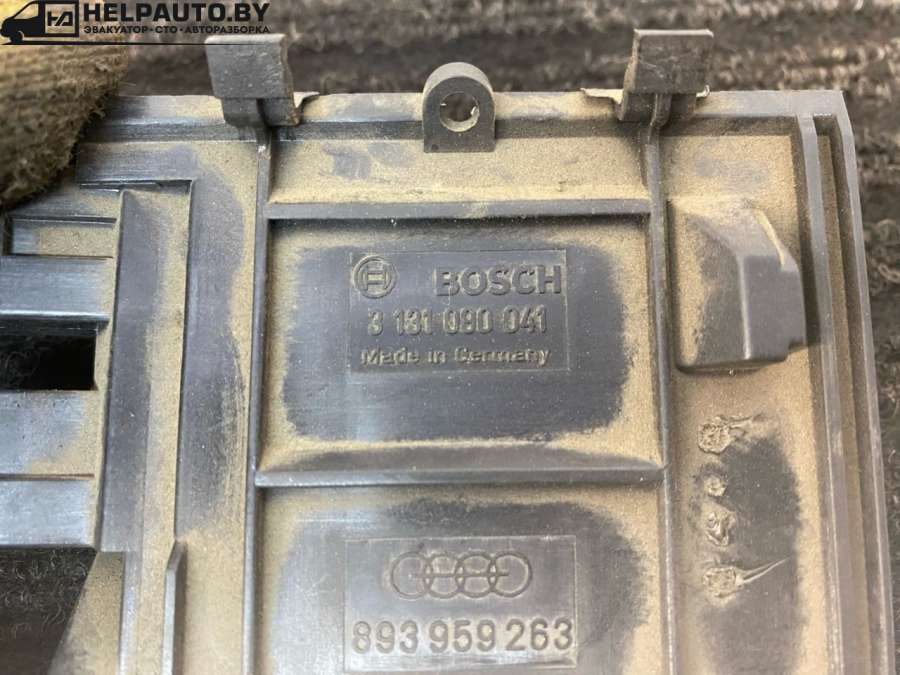 HELPAUTO.BY
ЭВАКУАТОР · СТО · АВТОРАЗБОРКА
BOSCH
3 131 090 041
Made in Germany
893 959 263